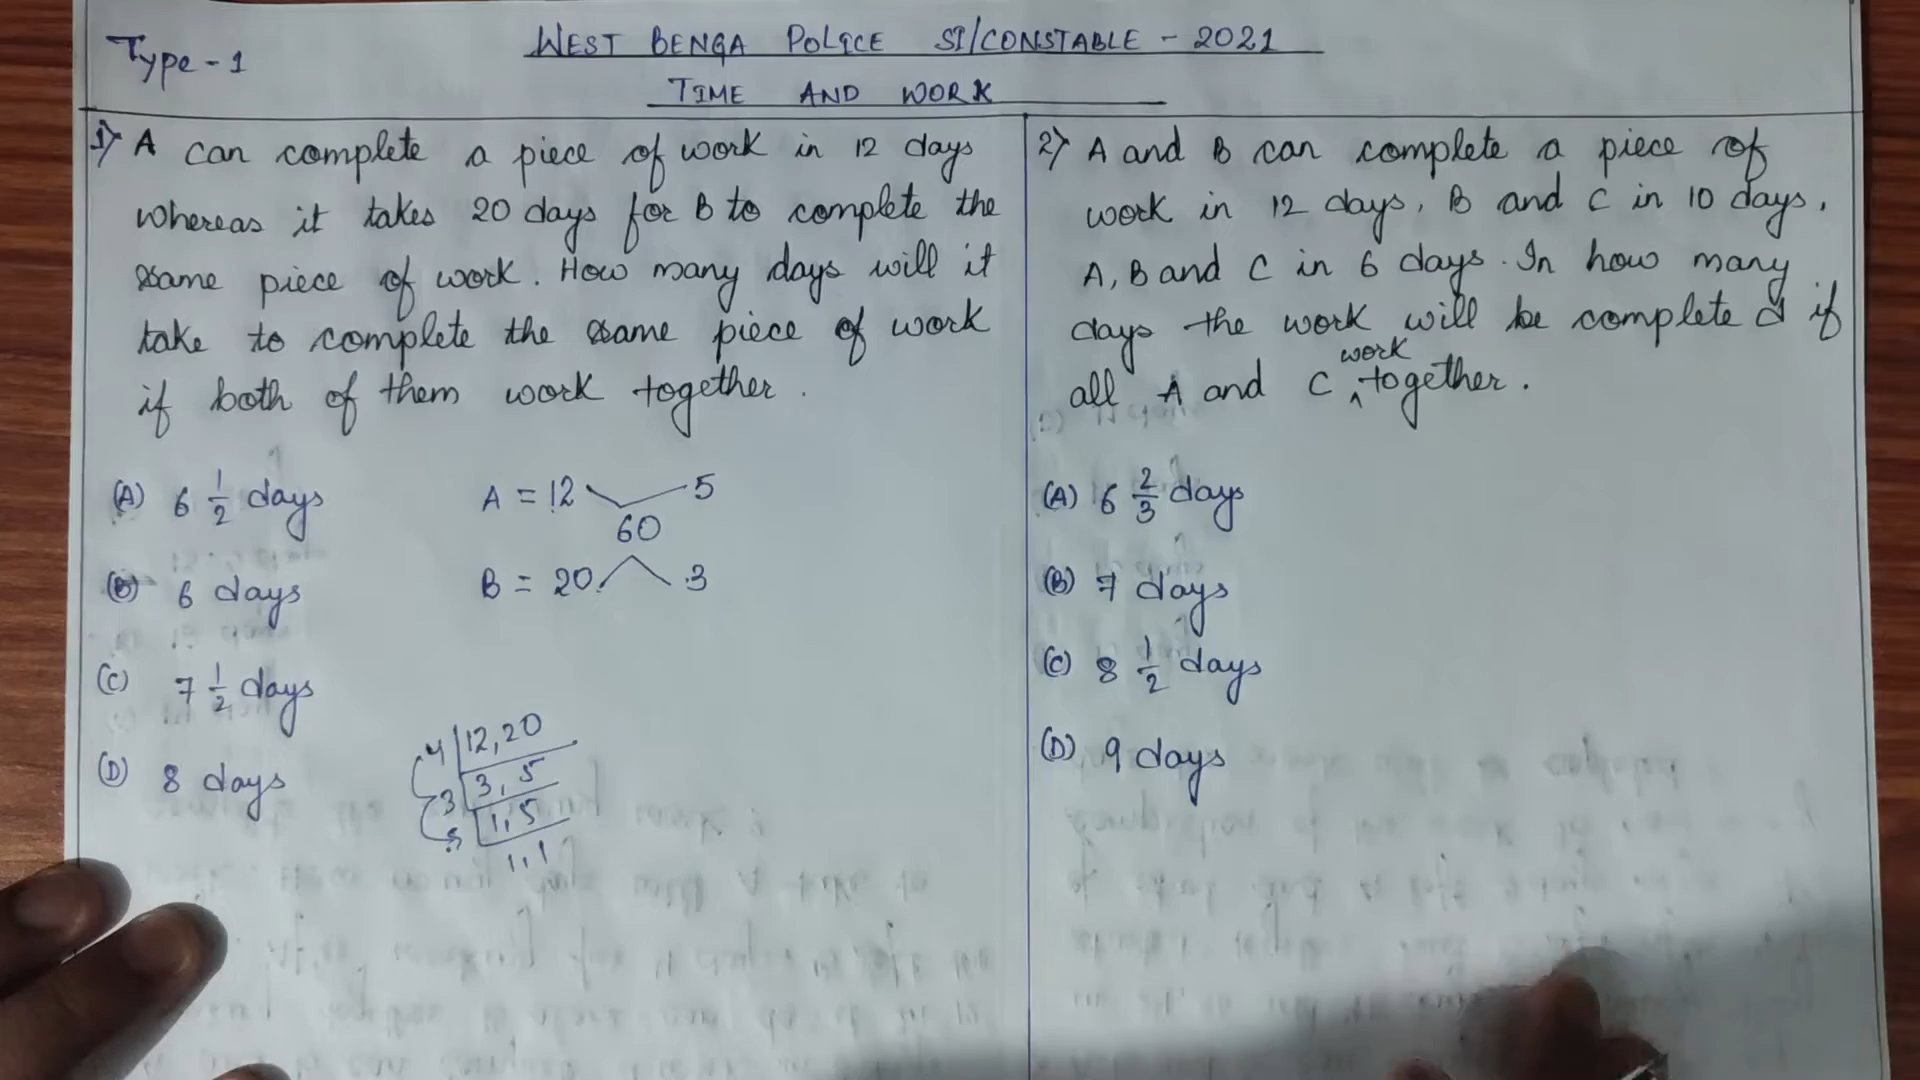 Type - 1
WEST BENGA POLICE SI/CONSTABLE - 2021
TIME AND WORK
1) A can complete a piece of work in 12 days
whereas it takes 20 days for B to complete the
same piece of work. How many days will it
take to complete the same piece of work
if both of them work together.
(A) 6 1/2 days
(B) 6 days
(C) 7 1/2 days
(D) 8 days
A = 12 5
60
B = 20 3
4 | 12, 20
3 | 3, 5
5 | 1, 5
1, 1
2) A and B can complete a piece of
work in 12 days, B and C in 10 days.
A, B and C in 6 days. In how many
days the work will be complete d if
all A and C work together.
(A) 6 2/3 days
(B) 7 days
(C) 8 1/2 days
(D) 9 days